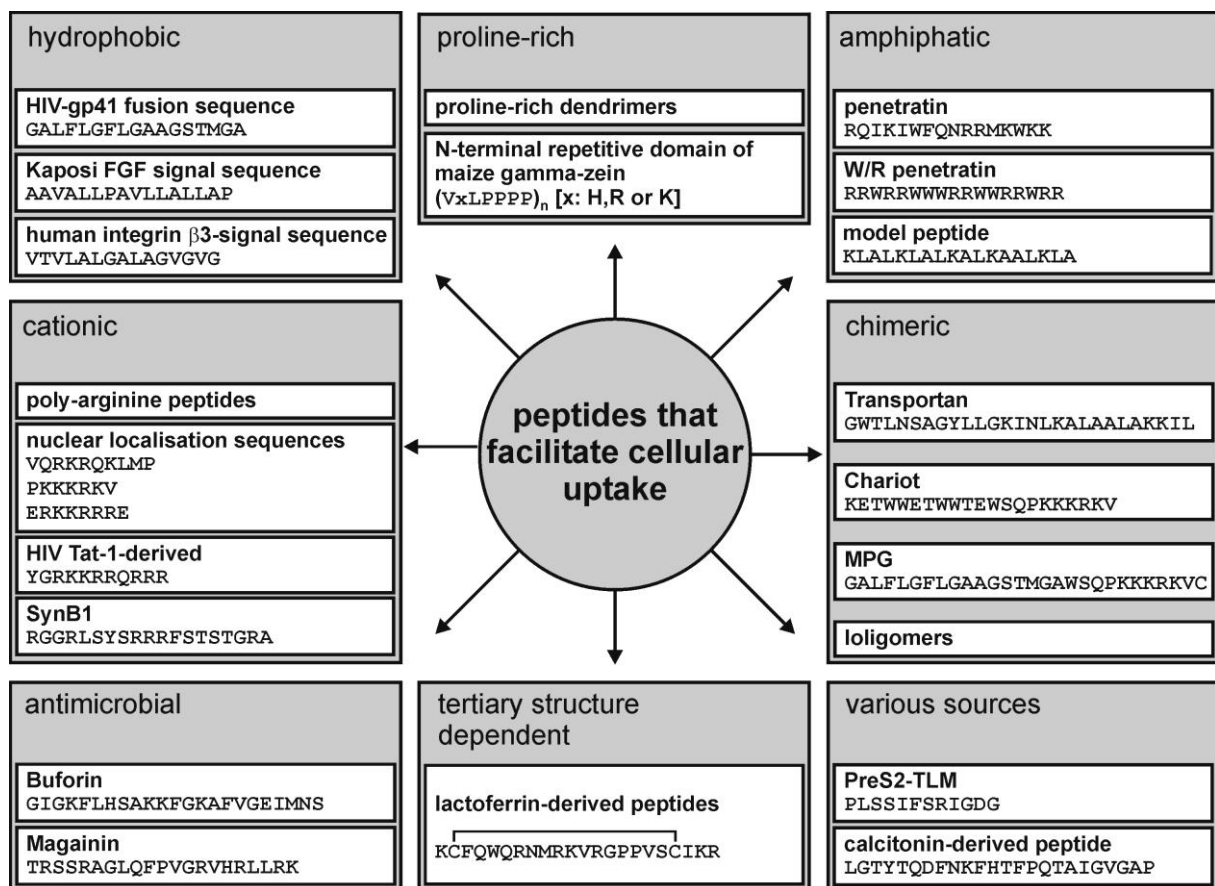 hydrophobic
HIV-gp41 fusion sequence
GALFLGFLGAAGSTMGA
Kaposi FGF signal sequence
AAVALLPAVLLALLAP
human integrin β3-signal sequence
VTVLALGALAGVGVG
proline-rich
proline-rich dendrimers
N-terminal repetitive domain of
maize gamma-zein
(VxLPPPP)n [x: H,R or K]
amphiphatic
penetratin
RQIKIWFQNRRMKWKK
W/R penetratin
RRWRRWWWRRWWRRWRR
model peptide
KLALKLALKALKAALKLA
cationic
poly-arginine peptides
nuclear localisation sequences
VQRKRQKLMP
PKKKRKV
ERKKRRRE
HIV Tat-1-derived
YGRKKRRQRRR
SynB1
RGGRLSYSRRRFSTSTGRA
peptides that
facilitate cellular
uptake
chimeric
Transportan
GWTLNSAGYLLGKINLKALAALAKKIL
Chariot
KETWWETWWTEWSQPKKKRKV
MPG
GALFLGFLGAAGSTMGAWSQPKKKRKVC
loligomers
antimicrobial
Buforin
GIGKFLHSAKKFGKAFVGEIMNS
Magainin
TRSSRAGLQFPVGRVHRLLRK
tertiary structure
dependent
lactoferrin-derived peptides
KCFQWQRNMRKVRGPPVSCIKR
various sources
PreS2-TLM
PLSSIFSRIGDG
calcitonin-derived peptide
LGTYTQDFNKFHTFPQTAIGVGAP